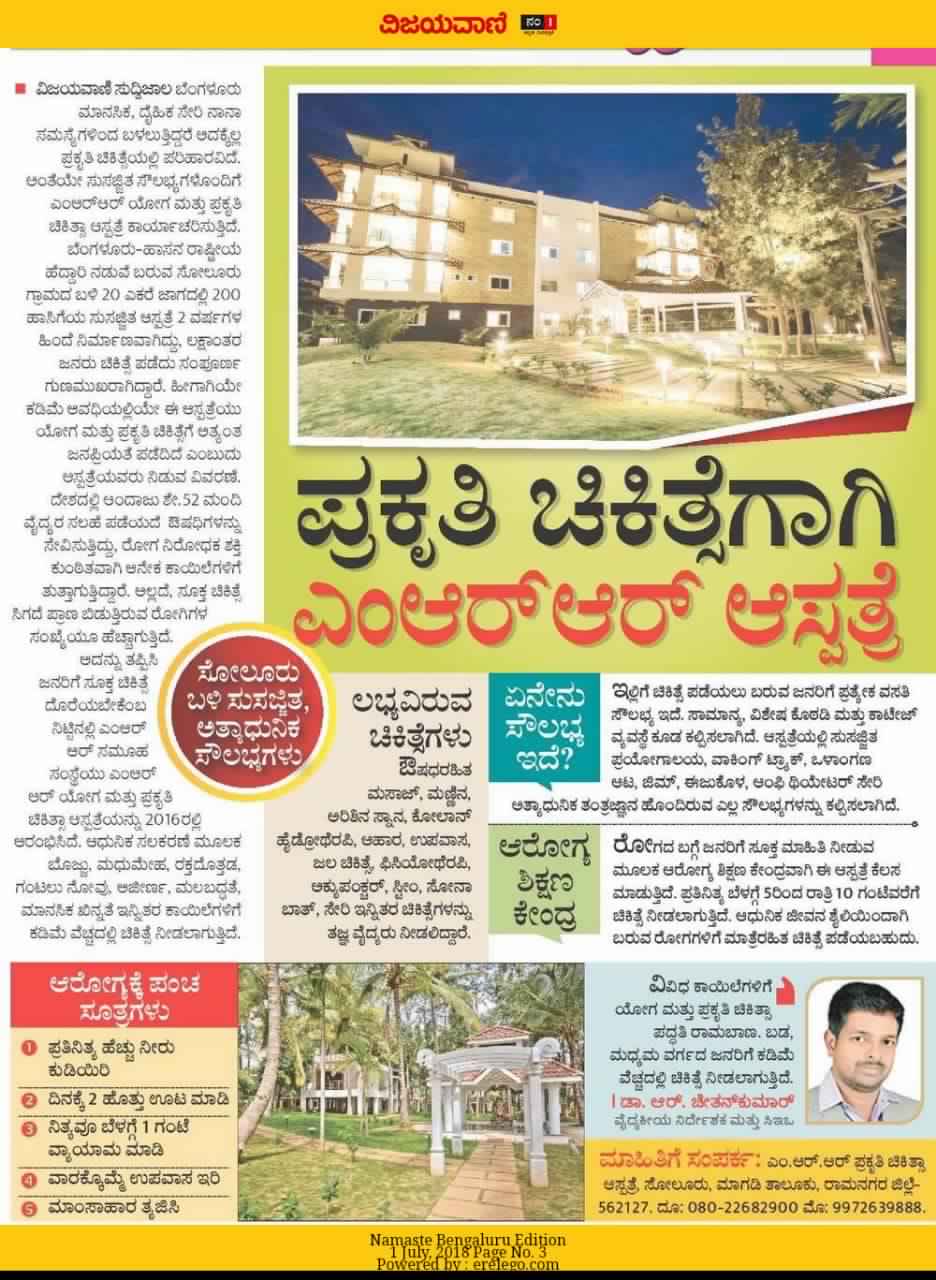 ವಿಜಯವಾಣಿ ನಂ 1
■ ವಿಜಯವಾಣಿ ಸುದ್ದಿಜಾಲ ಬೆಂಗಳೂರು
ಮಾನಸಿಕ, ದೈಹಿಕ ಸೇರಿ ನಾನಾ
ಸಮಸ್ಯೆಗಳಿಂದ ಬಳಲುತ್ತಿದ್ದರೆ ಅದಕ್ಕೆಲ್ಲ
ಪ್ರಕೃತಿ ಚಿಕಿತ್ಸೆಯಲ್ಲಿ ಪರಿಹಾರವಿದೆ.
ಅಂತೆಯೇ ಸುಸಜ್ಜಿತ ಸೌಲಭ್ಯಗಳೊಂದಿಗೆ
ಎಂಆರ್‌ಆರ್ ಯೋಗ ಮತ್ತು ಪ್ರಕೃತಿ
ಚಿಕಿತ್ಸಾ ಆಸ್ಪತ್ರೆ ಕಾರ್ಯಾಚರಿಸುತ್ತಿದೆ.
ಬೆಂಗಳೂರು-ಹಾಸನ ರಾಷ್ಟ್ರೀಯ
ಹೆದ್ದಾರಿ ನಡುವೆ ಬರುವ ಸೋಲೂರು
ಗ್ರಾಮದ ಬಳಿ 20 ಎಕರೆ ಜಾಗದಲ್ಲಿ 200
ಹಾಸಿಗೆಯ ಸುಸಜ್ಜಿತ ಆಸ್ಪತ್ರೆ 2 ವರ್ಷಗಳ
ಹಿಂದೆ ನಿರ್ಮಾಣವಾಗಿದ್ದು, ಲಕ್ಷಾಂತರ
ಜನರು ಚಿಕಿತ್ಸೆ ಪಡೆದು ಸಂಪೂರ್ಣ
ಗುಣಮುಖರಾಗಿದ್ದಾರೆ. ಹೀಗಾಗಿಯೇ
ಕಡಿಮೆ ಅವಧಿಯಲ್ಲಿಯೇ ಈ ಆಸ್ಪತ್ರೆಯು
ಯೋಗ ಮತ್ತು ಪ್ರಕೃತಿ ಚಿಕಿತ್ಸೆಗೆ ಅತ್ಯಂತ
ಜನಪ್ರಿಯತೆ ಪಡೆದಿದೆ ಎಂಬುದು
ಆಸ್ಪತ್ರೆಯವರು ನಿಡುವ ವಿವರಣೆ.
ದೇಶದಲ್ಲಿ ಅಂದಾಜು ಶೇ.52 ಮಂದಿ
ವೈದ್ಯರ ಸಲಹೆ ಪಡೆಯದೆ ಔಷಧಿಗಳನ್ನು
ಸೇವಿಸುತ್ತಿದ್ದು, ರೋಗ ನಿರೋಧಕ ಶಕ್ತಿ
ಕುಂಠಿತವಾಗಿ ಅನೇಕ ಕಾಯಿಲೆಗಳಿಗೆ
ತುತ್ತಾಗುತ್ತಿದ್ದಾರೆ. ಅಲ್ಲದೆ, ಸೂಕ್ತ ಚಿಕಿತ್ಸೆ
ಸಿಗದೆ ಪ್ರಾಣ ಬಿಡುತ್ತಿರುವ ರೋಗಿಗಳ
ಸಂಖ್ಯೆಯೂ ಹೆಚ್ಚಾಗುತ್ತಿದೆ.
ಅದನ್ನು ತಪ್ಪಿಸಿ
ಜನರಿಗೆ ಸೂಕ್ತ ಚಿಕಿತ್ಸೆ
ದೊರೆಯಬೇಕೆಂಬ
ನಿಟ್ಟಿನಲ್ಲಿ ಎಂಆರ್
ಆರ್ ಸಮೂಹ
ಸಂಸ್ಥೆಯು ಎಂಆರ್
ಆರ್ ಯೋಗ ಮತ್ತು ಪ್ರಕೃತಿ
ಚಿಕಿತ್ಸಾ ಆಸ್ಪತ್ರೆಯನ್ನು 2016ರಲ್ಲಿ
ಆರಂಭಿಸಿದೆ. ಆಧುನಿಕ ಸಲಕರಣೆ ಮೂಲಕ
ಬೊಜ್ಜು, ಮಧುಮೇಹ, ರಕ್ತದೊತ್ತಡ,
ಗಂಟಲು ನೋವು, ಅಜೀರ್ಣ, ಮಲಬದ್ಧತೆ,
ಮಾನಸಿಕ ಖಿನ್ನತೆ ಇನ್ನಿತರ ಕಾಯಿಲೆಗಳಿಗೆ
ಕಡಿಮೆ ವೆಚ್ಚದಲ್ಲಿ ಚಿಕಿತ್ಸೆ ನೀಡಲಾಗುತ್ತಿದೆ.
ಪ್ರಕೃತಿ ಚಿಕಿತ್ಸೆಗಾಗಿ
ಎಂಆರ್‌ಆರ್ ಆಸ್ಪತ್ರೆ
ಸೋಲೂರು
ಬಳಿ ಸುಸಜ್ಜಿತ,
ಅತ್ಯಾಧುನಿಕ
ಸೌಲಭ್ಯಗಳು
ಲಭ್ಯವಿರುವ
ಚಿಕಿತ್ಸೆಗಳು
ಔಷಧರಹಿತ
ಮಸಾಜ್, ಮಣ್ಣಿನ,
ಅರಿಶಿನ ಸ್ನಾನ, ಕೋಲಾನ್
ಹೈಡ್ರೋಥೆರಪಿ, ಆಹಾರ, ಉಪವಾಸ,
ಜಲ ಚಿಕಿತ್ಸೆ, ಫಿಸಿಯೋಥೆರಪಿ,
ಅಕ್ಯುಪಂಕ್ಚರ್, ಸ್ಟೀಂ, ಸೋನಾ
ಬಾತ್, ಸೇರಿ ಇನ್ನಿತರ ಚಿಕಿತ್ಸೆಗಳನ್ನು
ತಜ್ಞ ವೈದ್ಯರು ನೀಡಲಿದ್ದಾರೆ.
ಏನೇನು
ಸೌಲಭ್ಯ
ಇದೆ?
ಇಲ್ಲಿಗೆ ಚಿಕಿತ್ಸೆ ಪಡೆಯಲು ಬರುವ ಜನರಿಗೆ ಪ್ರತ್ಯೇಕ ವಸತಿ
ಸೌಲಭ್ಯ ಇದೆ. ಸಾಮಾನ್ಯ, ವಿಶೇಷ ಕೊಠಡಿ ಮತ್ತು ಕಾಟೇಜ್
ವ್ಯವಸ್ಥೆ ಕೂಡ ಕಲ್ಪಿಸಲಾಗಿದೆ. ಆಸ್ಪತ್ರೆಯಲ್ಲಿ ಸುಸಜ್ಜಿತ
ಪ್ರಯೋಗಾಲಯ, ವಾಕಿಂಗ್ ಟ್ರ್ಯಾಕ್, ಒಳಾಂಗಣ
ಆಟ, ಜಿಮ್, ಈಜುಕೊಳ, ಆಂಫಿ ಥಿಯೇಟರ್ ಸೇರಿ
ಅತ್ಯಾಧುನಿಕ ತಂತ್ರಜ್ಞಾನ ಹೊಂದಿರುವ ಎಲ್ಲ ಸೌಲಭ್ಯಗಳನ್ನು ಕಲ್ಪಿಸಲಾಗಿದೆ.
ಆರೋಗ್ಯ
ಶಿಕ್ಷಣ
ಕೇಂದ್ರ
ರೋಗದ ಬಗ್ಗೆ ಜನರಿಗೆ ಸೂಕ್ತ ಮಾಹಿತಿ ನೀಡುವ
ಮೂಲಕ ಆರೋಗ್ಯ ಶಿಕ್ಷಣ ಕೇಂದ್ರವಾಗಿ ಈ ಆಸ್ಪತ್ರೆ ಕೆಲಸ
ಮಾಡುತ್ತಿದೆ. ಪ್ರತಿನಿತ್ಯ ಬೆಳಗ್ಗೆ 5ರಿಂದ ರಾತ್ರಿ 10 ಗಂಟೆವರೆಗೆ
ಚಿಕಿತ್ಸೆ ನೀಡಲಾಗುತ್ತಿದೆ. ಆಧುನಿಕ ಜೀವನ ಶೈಲಿಯಿಂದಾಗಿ
ಬರುವ ರೋಗಗಳಿಗೆ ಮಾತ್ರೆರಹಿತ ಚಿಕಿತ್ಸೆ ಪಡೆಯಬಹುದು.
ಆರೋಗ್ಯಕ್ಕೆ ಪಂಚ
ಸೂತ್ರಗಳು
1 ಪ್ರತಿನಿತ್ಯ ಹೆಚ್ಚು ನೀರು
ಕುಡಿಯಿರಿ
2 ದಿನಕ್ಕೆ 2 ಹೊತ್ತು ಊಟ ಮಾಡಿ
3 ನಿತ್ಯವೂ ಬೆಳಗ್ಗೆ 1 ಗಂಟೆ
ವ್ಯಾಯಾಮ ಮಾಡಿ
4 ವಾರಕ್ಕೊಮ್ಮೆ ಉಪವಾಸ ಇರಿ
5 ಮಾಂಸಾಹಾರ ತ್ಯಜಿಸಿ
ವಿವಿಧ ಕಾಯಿಲೆಗಳಿಗೆ
ಯೋಗ ಮತ್ತು ಪ್ರಕೃತಿ ಚಿಕಿತ್ಸಾ
ಪದ್ಧತಿ ರಾಮಬಾಣ. ಬಡ,
ಮಧ್ಯಮ ವರ್ಗದ ಜನರಿಗೆ ಕಡಿಮೆ
ವೆಚ್ಚದಲ್ಲಿ ಚಿಕಿತ್ಸೆ ನೀಡಲಾಗುತ್ತಿದೆ.
| ಡಾ. ಆರ್. ಚೇತನ್‌ಕುಮಾರ್
ವೈದ್ಯಕೀಯ ನಿರ್ದೇಶಕ ಮತ್ತು ಸಿಇಒ
ಮಾಹಿತಿಗೆ ಸಂಪರ್ಕ: ಎಂ.ಆರ್.ಆರ್ ಪ್ರಕೃತಿ ಚಿಕಿತ್ಸಾ
ಆಸ್ಪತ್ರೆ, ಸೋಲೂರು, ಮಾಗಡಿ ತಾಲೂಕು, ರಾಮನಗರ ಜಿಲ್ಲೆ-
562127. ದೂ: 080-22682900 ಮೊ: 9972639888.
Namaste Bengaluru Edition
1 July, 2018 Page No. 3
Powered by : erelego.com